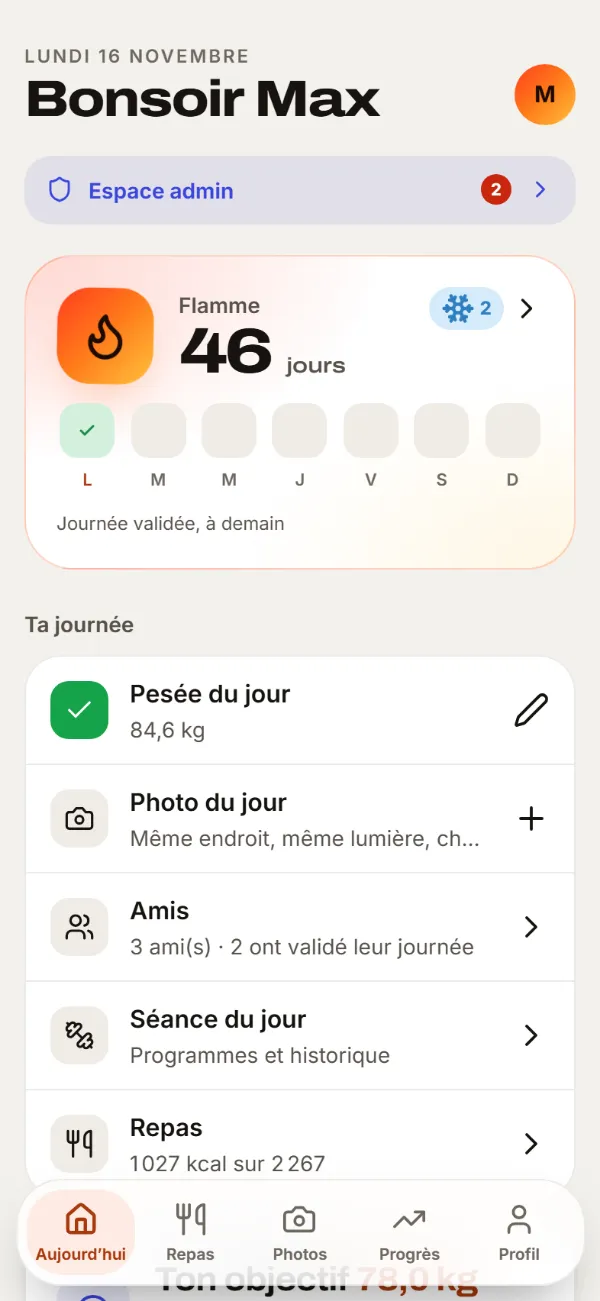 LUNDI 16 NOVEMBRE
Bonsoir Max
M
Espace admin
2
Flamme
2
46 jours
L M M J V S D
Journée validée, à demain
Ta journée
Pesée du jour
84,6 kg
Photo du jour
Même endroit, même lumière, ch...
Amis
3 ami(s) · 2 ont validé leur journée
Séance du jour
Programmes et historique
Repas
1 027 kcal sur 2 267
Aujourd'hui Repas Photos Progrès Profil
Ton objectif 78,0 kg